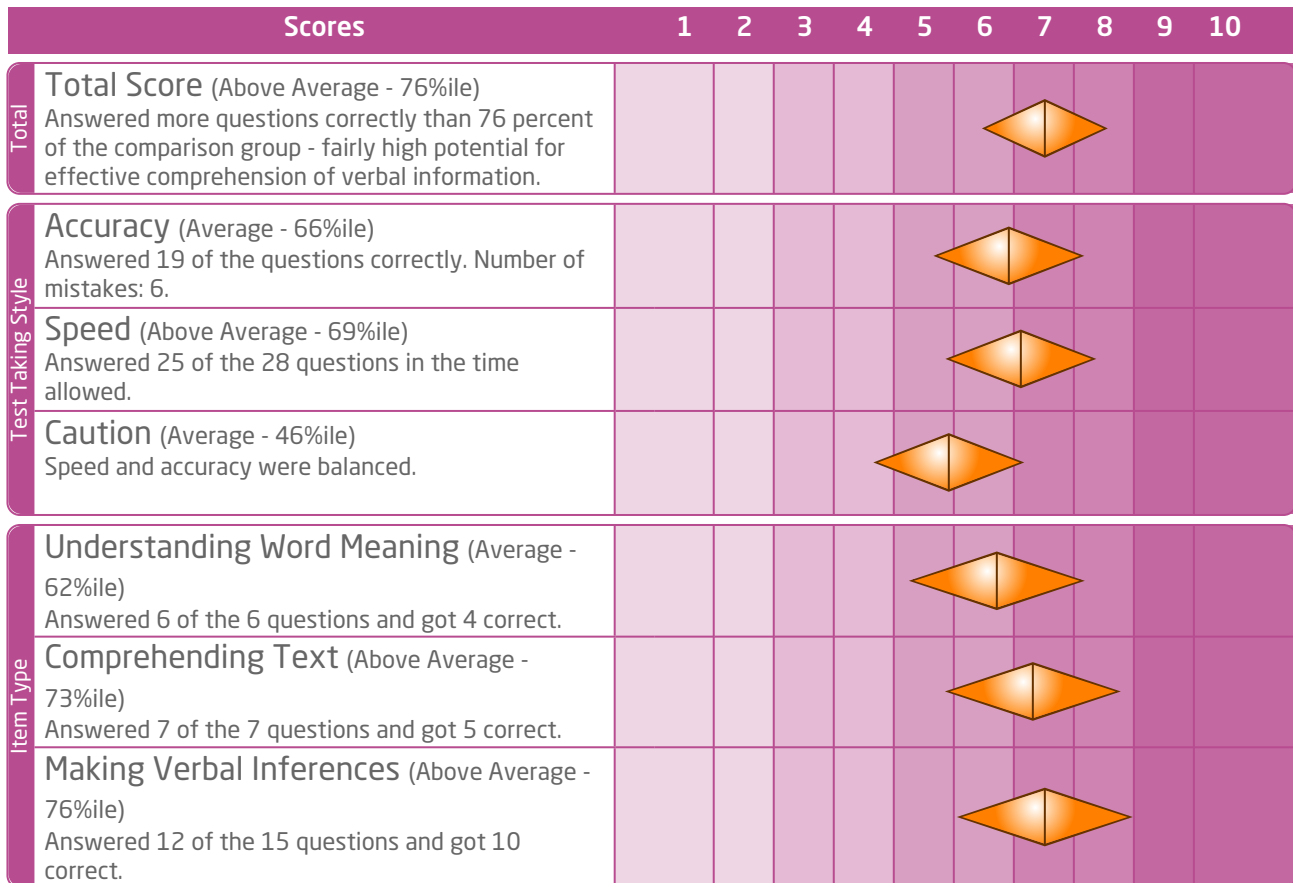 Scores 1 2 3 4 5 6 7 8 9 10
Total
Total Score (Above Average - 76%ile)
Answered more questions correctly than 76 percent
of the comparison group - fairly high potential for
effective comprehension of verbal information.
Test Taking Style
Accuracy (Average - 66%ile)
Answered 19 of the questions correctly. Number of
mistakes: 6.
Speed (Above Average - 69%ile)
Answered 25 of the 28 questions in the time
allowed.
Caution (Average - 46%ile)
Speed and accuracy were balanced.
Item Type
Understanding Word Meaning (Average -
62%ile)
Answered 6 of the 6 questions and got 4 correct.
Comprehending Text (Above Average -
73%ile)
Answered 7 of the 7 questions and got 5 correct.
Making Verbal Inferences (Above Average -
76%ile)
Answered 12 of the 15 questions and got 10
correct.